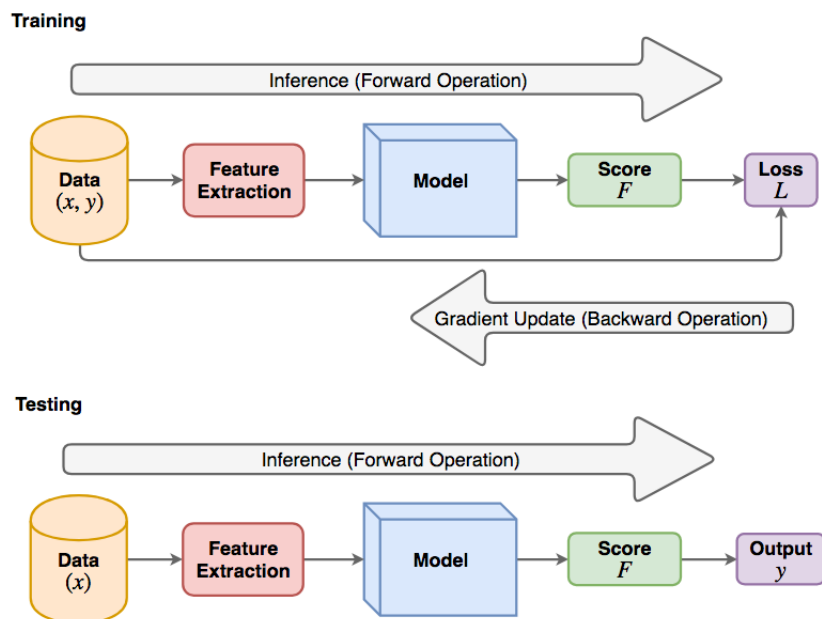 Training
Inference (Forward Operation)
Data
(x, y)
Feature
Extraction
Model
Score
F
Loss
L
Gradient Update (Backward Operation)
Testing
Inference (Forward Operation)
Data
(x)
Feature
Extraction
Model
Score
F
Output
y